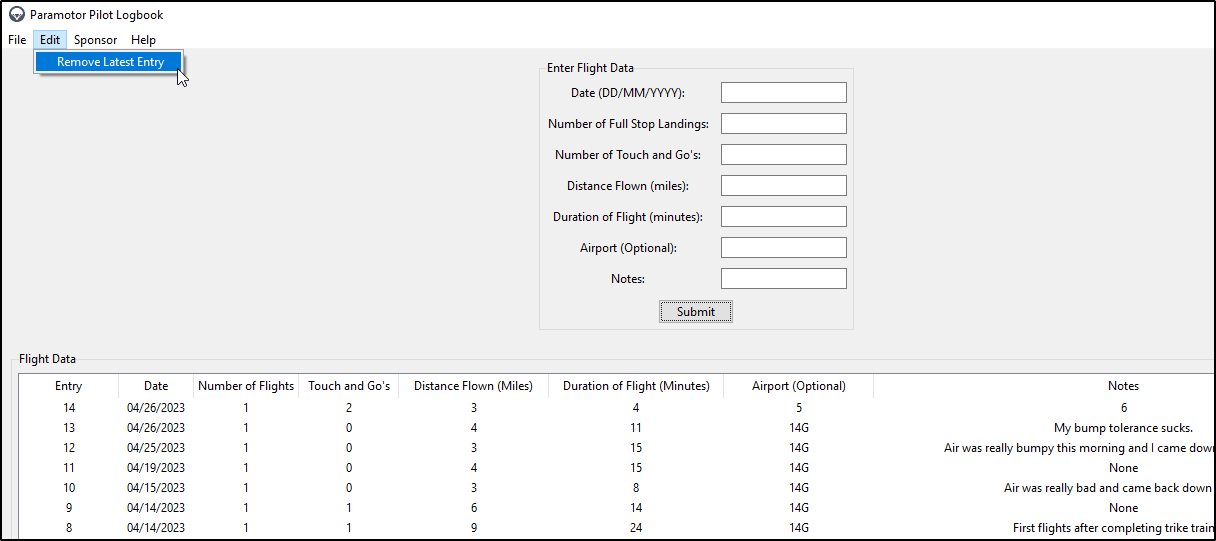 Paramotor Pilot Logbook
File Edit Sponsor Help
Remove Latest Entry
Enter Flight Data
Date (DD/MM/YYYY):
Number of Full Stop Landings:
Number of Touch and Go's:
Distance Flown (miles):
Duration of Flight (minutes):
Airport (Optional):
Notes:
Submit
Flight Data
Entry Date Number of Flights Touch and Go's Distance Flown (Miles) Duration of Flight (Minutes) Airport (Optional) Notes
14 04/26/2023 1 2 3 4 5 6
13 04/26/2023 1 0 4 11 14G My bump tolerance sucks.
12 04/25/2023 1 0 3 15 14G Air was really bumpy this morning and I came down
11 04/19/2023 1 0 4 15 14G None
10 04/15/2023 1 0 3 8 14G Air was really bad and came back down
9 04/14/2023 1 1 6 14 14G None
8 04/14/2023 1 1 9 24 14G First flights after completing trike train